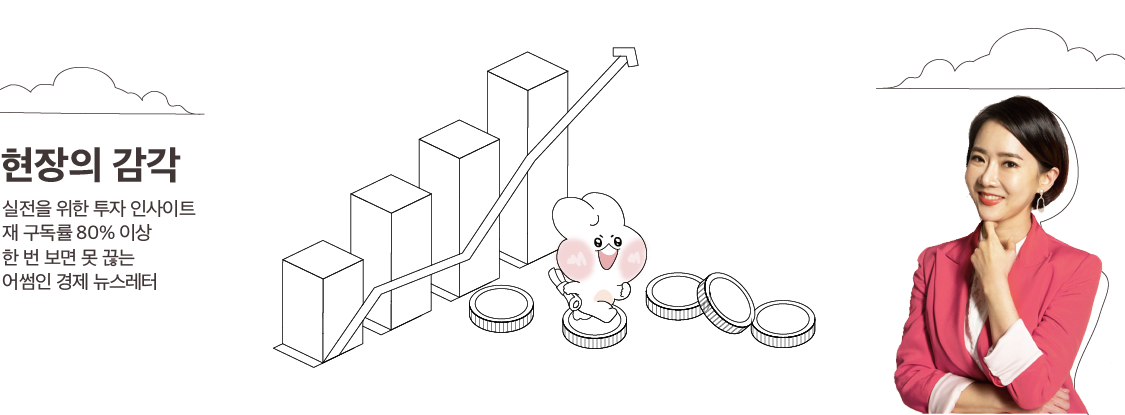 현장의 감각
실전을 위한 투자 인사이트
재 구독률 80% 이상
한 번 보면 못 끊는
어썸인 경제 뉴스레터